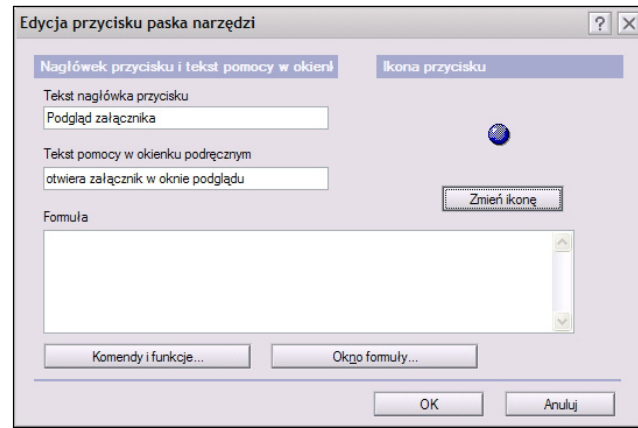 Edycja przycisku paska narzędzi
Nagłówek przycisku i tekst pomocy w okienk
Ikona przycisku
Tekst nagłówka przycisku
Podgląd załącznika
Tekst pomocy w okienku podręcznym
otwiera załącznik w oknie podglądu
Zmień ikonę
Formuła
Komendy i funkcje...
Okno formuły...
OK
Anuluj